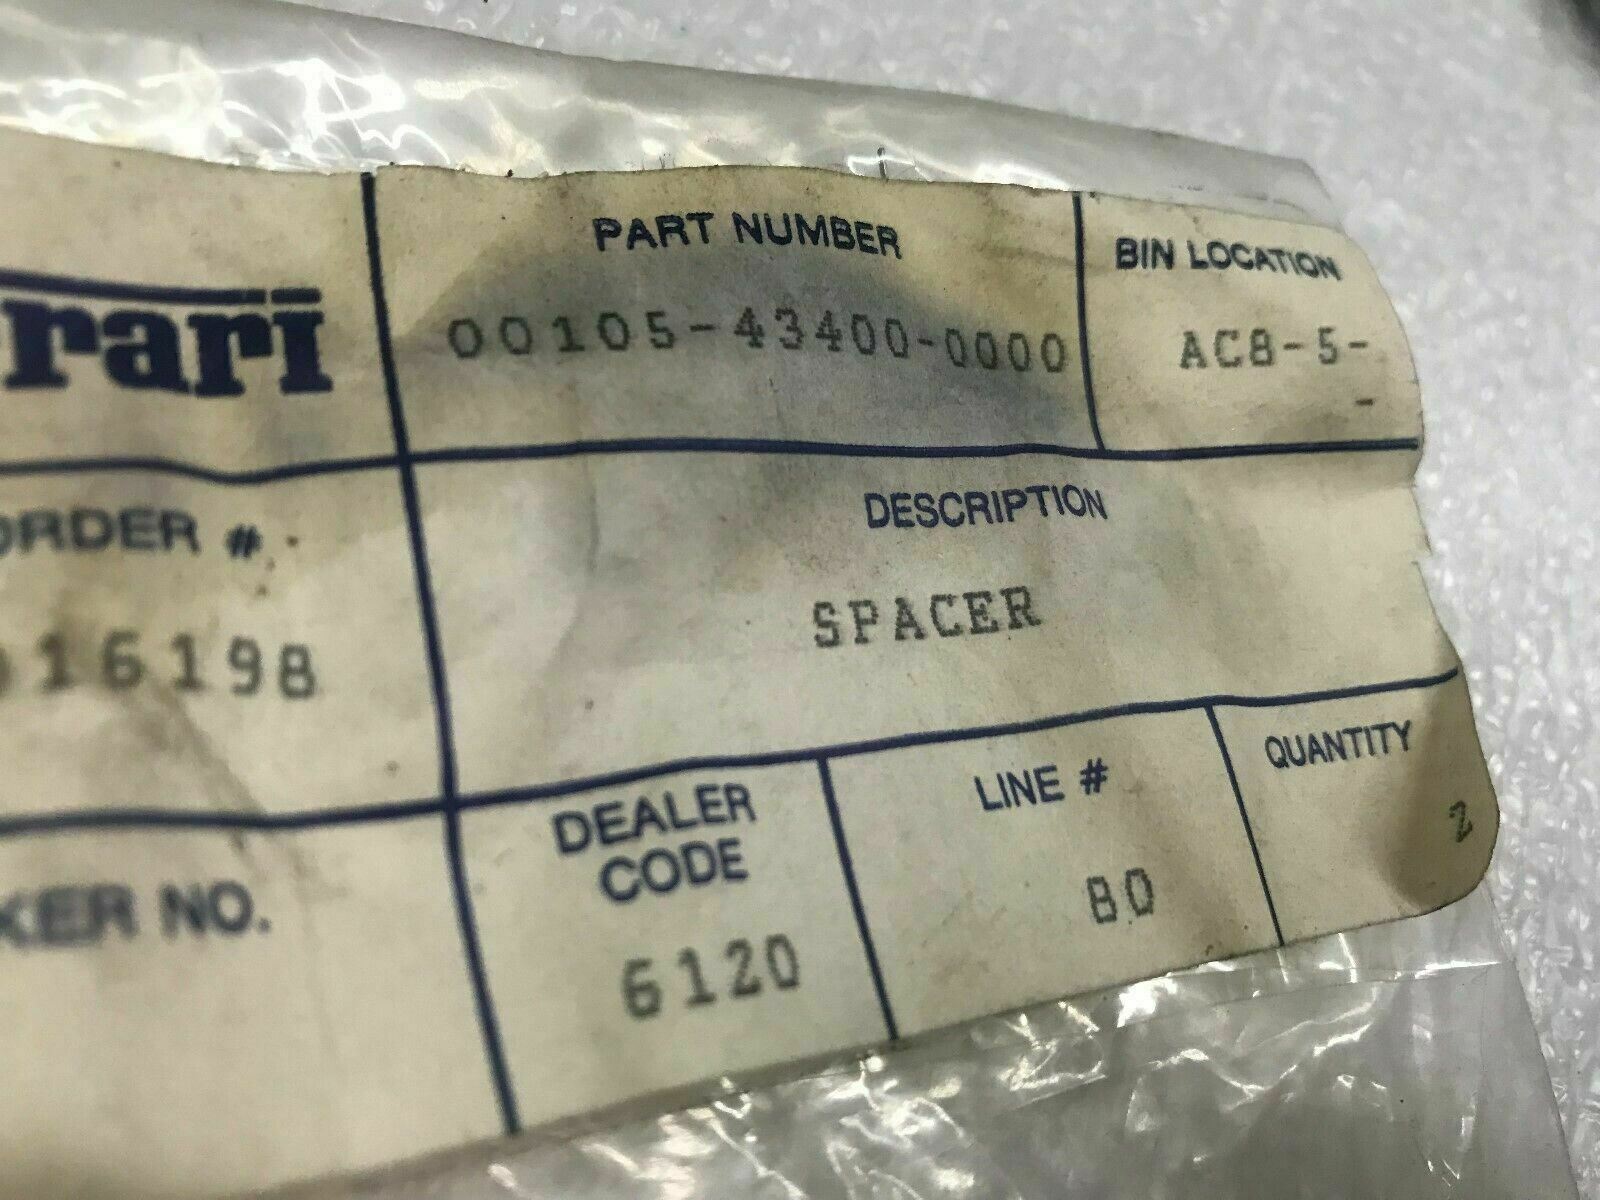 PART NUMBER
BIN LOCATION
rari
00105-43400-0000
AC8-5-
-
ORDER #
DESCRIPTION
16198
SPACER
KER NO.
DEALER
CODE
LINE #
QUANTITY
6120
80
2